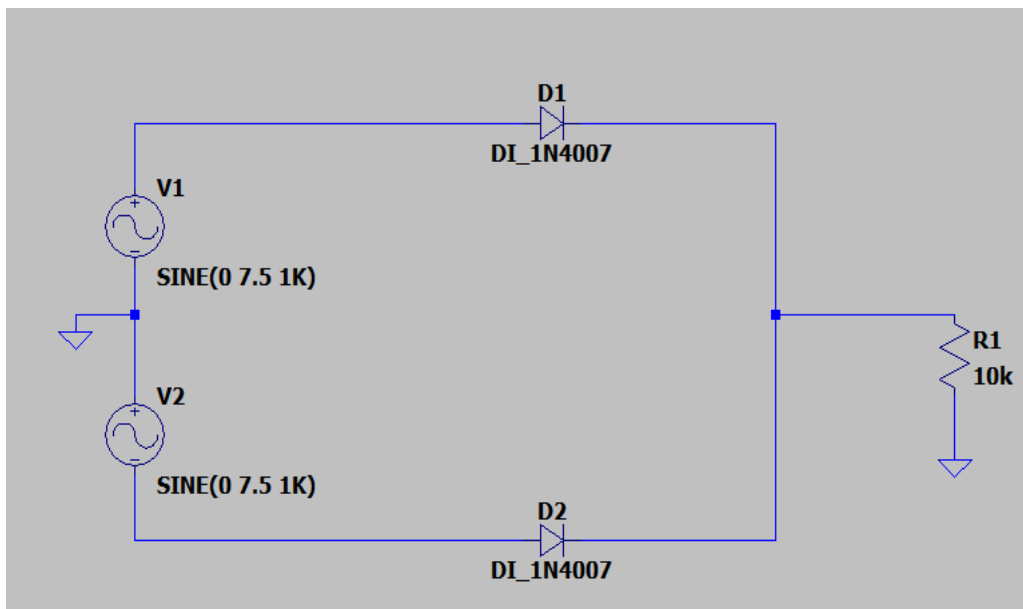 D1
DI_1N4007
V1
+
-
SINE(0 7.5 1K)
R1
10k
V2
+
-
SINE(0 7.5 1K)
D2
DI_1N4007